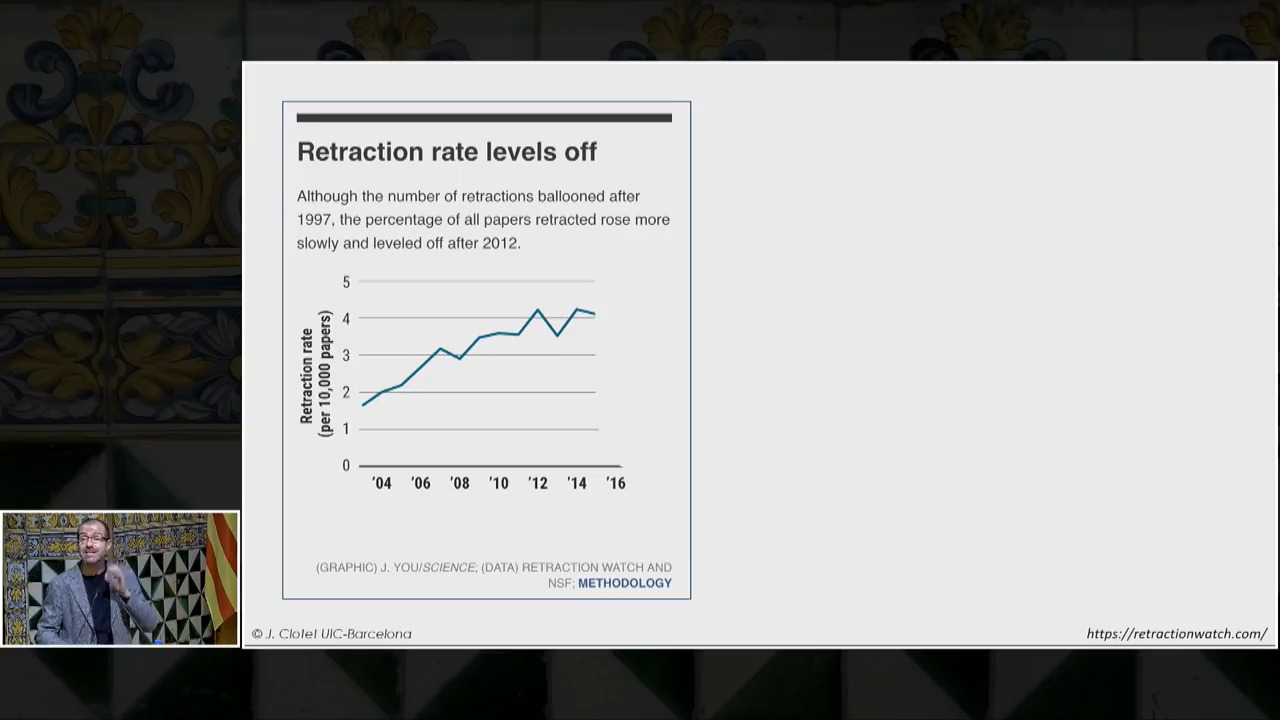 Retraction rate levels off
Although the number of retractions ballooned after
1997, the percentage of all papers retracted rose more
slowly and leveled off after 2012.
Retraction rate
(per 10,000 papers)
5
4
3
2
1
0
'04 '06 '08 '10 '12 '14 '16
(GRAPHIC) J. YOU/SCIENCE; (DATA) RETRACTION WATCH AND
NSF; METHODOLOGY
© J. Clotet UIC-Barcelona
https://retractionwatch.com/